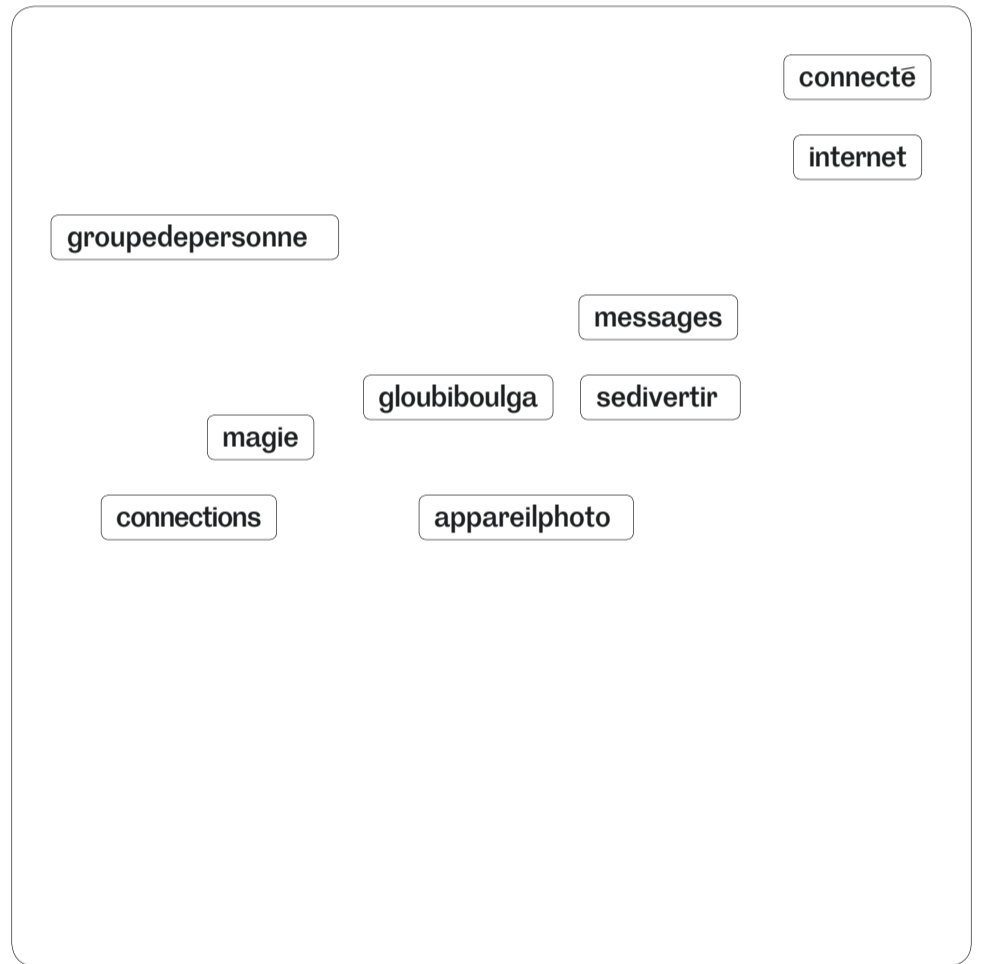 connecté
internet
groupedepersonne
messages
gloubiboulga
sedivertir
magie
connections
appareilphoto